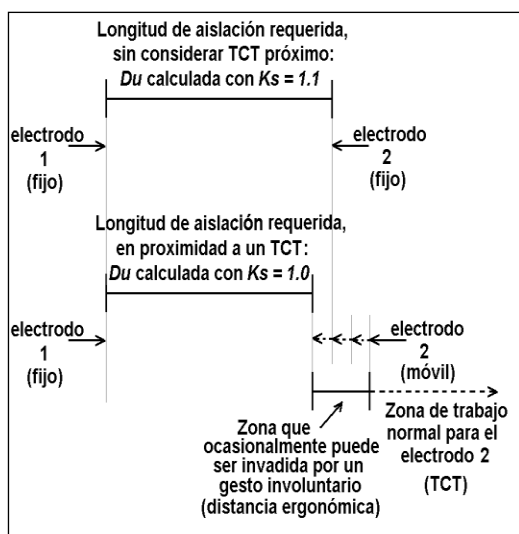 Longitud de aislación requerida,
sin considerar TCT próximo:
Du calculada con Ks = 1.1
electrodo
1
(fijo)
electrodo
2
(fijo)
Longitud de aislación requerida,
en proximidad a un TCT:
Du calculada con Ks = 1.0
electrodo
1
(fijo)
electrodo
2
(móvil)
Zona que
ocasionalmente puede
ser invadida por un
gesto involuntario
(distancia ergonómica)
Zona de trabajo
normal para el
electrodo 2
(TCT)